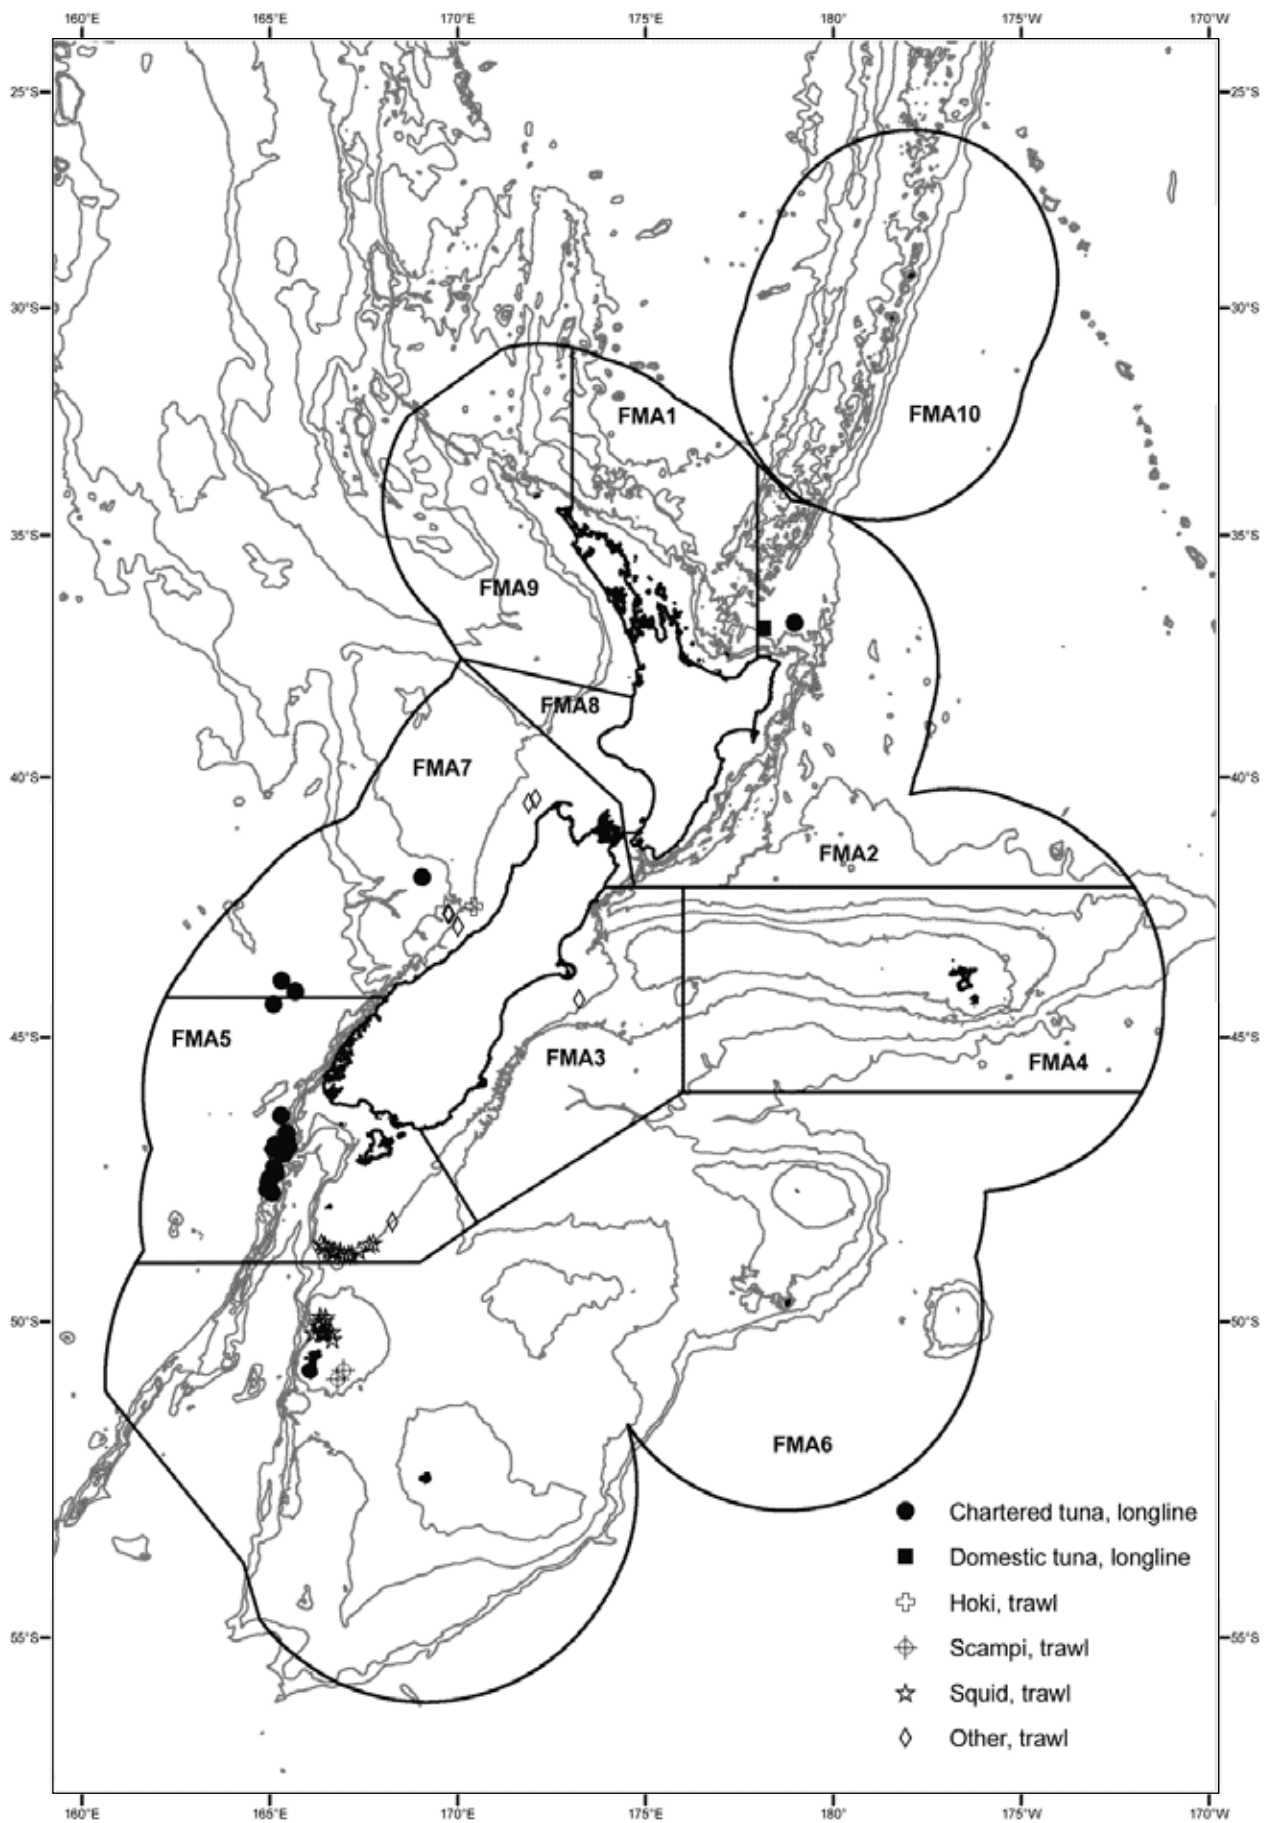 160°E 165°E 170°E 175°E 180° 175°W 170°W
25°S 25°S
30°S 30°S
FMA1
FMA10
35°S 35°S
FMA9
FMA8
FMA7
40°S 40°S
FMA2
FMA5
45°S 45°S
FMA3
FMA4
50°S 50°S
FMA6
Chartered tuna, longline
Domestic tuna, longline
Hoki, trawl
55°S 55°S
Scampi, trawl
Squid, trawl
Other, trawl
160°E 165°E 170°E 175°E 180° 175°W 170°W